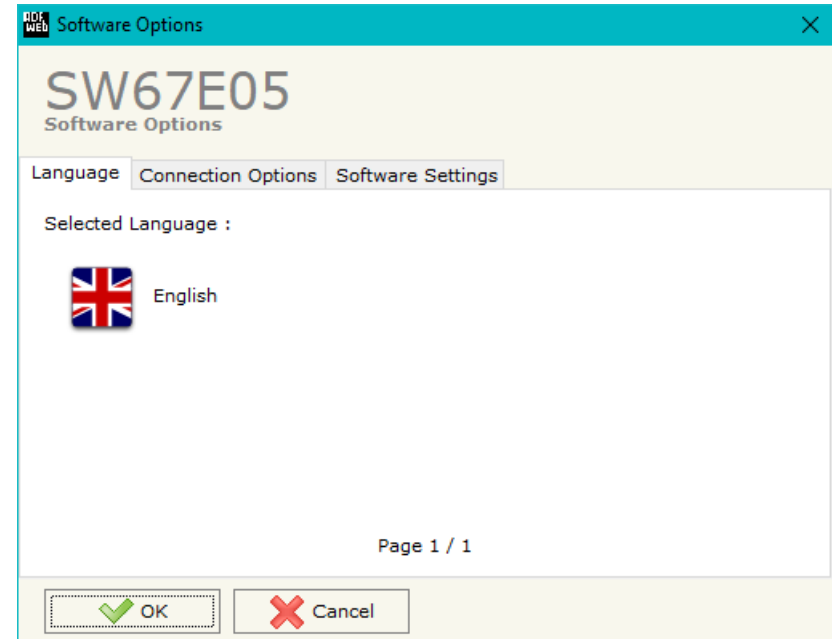 ADF
WEB Software Options
SW67E05
Software Options
Language Connection Options Software Settings
Selected Language :
English
Page 1 / 1
OK Cancel